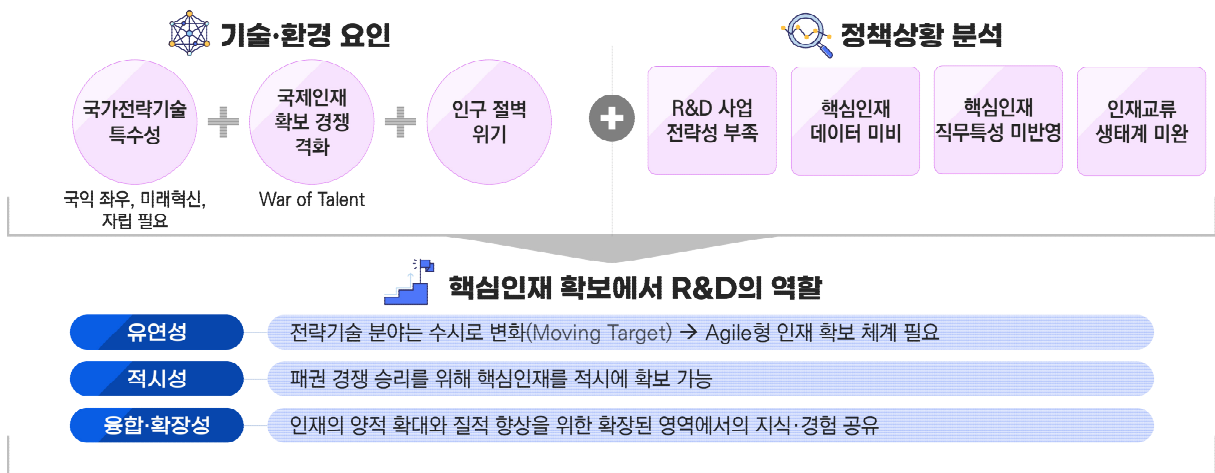 기술·환경 요인
국가전략기술
특수성
국익 좌우, 미래혁신,
자립 필요
국제인재
확보 경쟁
격화
War of Talent
인구 절벽
위기
정책상황 분석
R&D 사업
전략성 부족
핵심인재
데이터 미비
핵심인재
직무특성 미반영
인재교류
생태계 미완
핵심인재 확보에서 R&D의 역할
유연성
전략기술 분야는 수시로 변화(Moving Target) → Agile형 인재 확보 체계 필요
적시성
패권 경쟁 승리를 위해 핵심인재를 적시에 확보 가능
융합·확장성
인재의 양적 확대와 질적 향상을 위한 확장된 영역에서의 지식·경험 공유